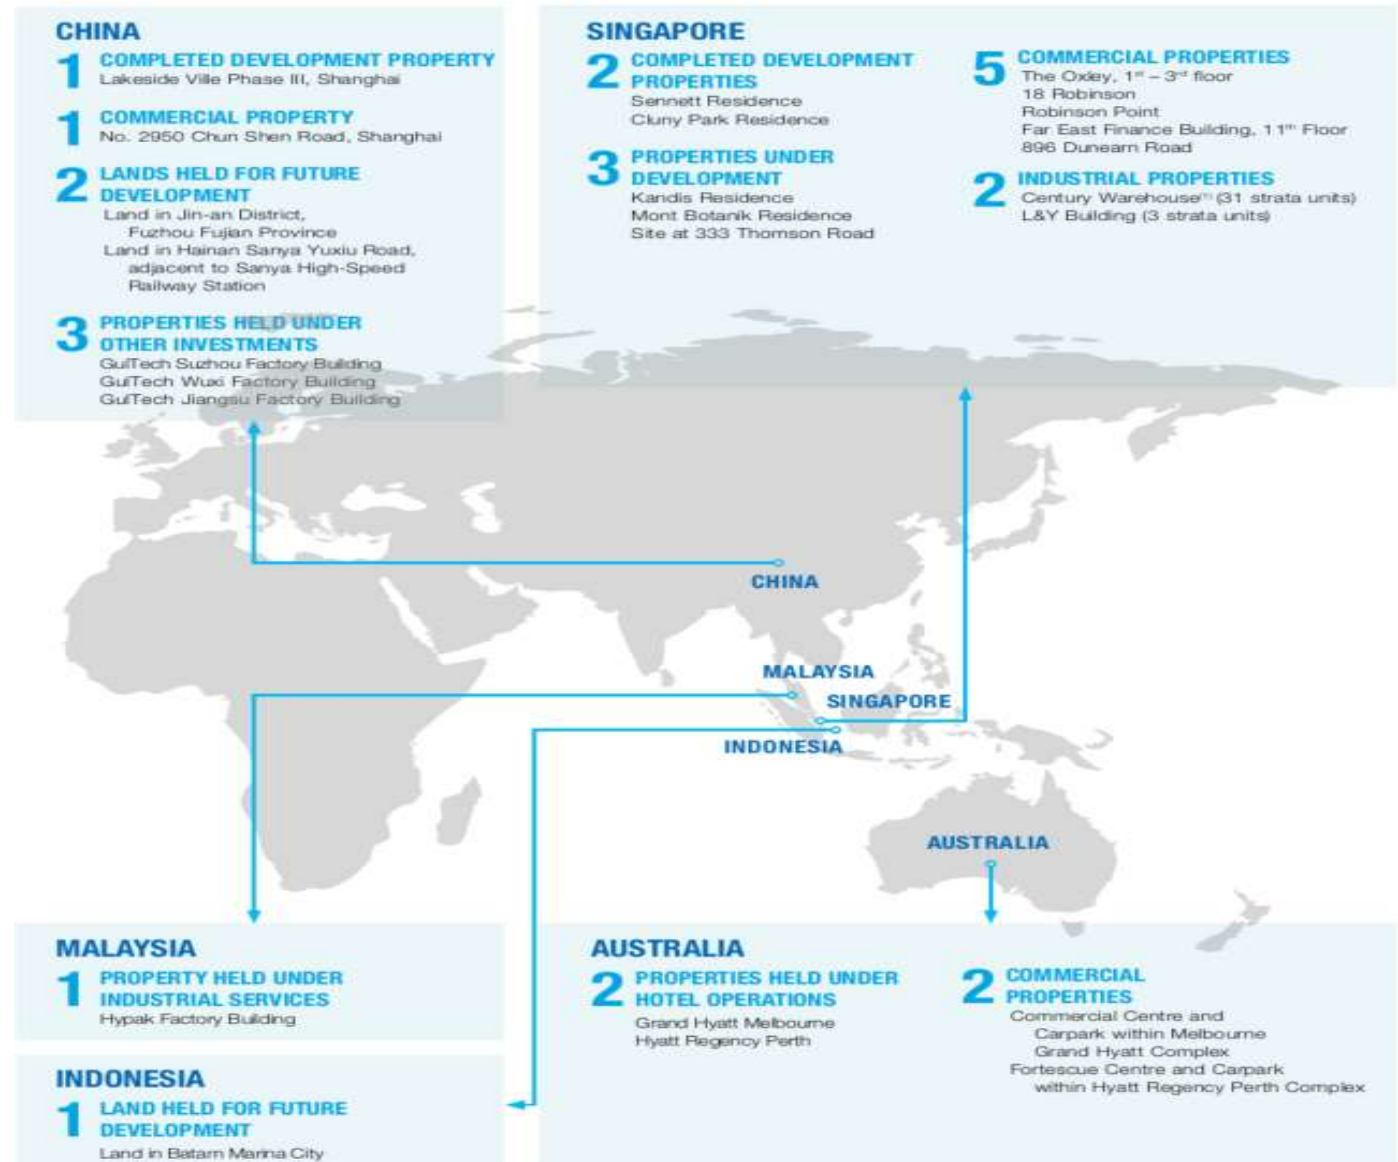 CHINA
1 COMPLETED DEVELOPMENT PROPERTY
Lakeside Ville Phase III, Shanghai
1 COMMERCIAL PROPERTY
No. 2950 Chun Shen Road, Shanghai
2 LANDS HELD FOR FUTURE
DEVELOPMENT
Land in Jin-an District,
Fuzhou Fujian Province
Land in Hainan Sanya Yuxiu Road,
adjacent to Sanya High-Speed
Railway Station
3 PROPERTIES HELD UNDER
OTHER INVESTMENTS
GulTech Suzhou Factory Building
GulTech Wuxi Factory Building
GulTech Jiangsu Factory Building
SINGAPORE
2 COMPLETED DEVELOPMENT
PROPERTIES
Sennett Residence
Cluny Park Residence
3 PROPERTIES UNDER
DEVELOPMENT
Kandis Residence
Mont Botanik Residence
Site at 333 Thomson Road
5 COMMERCIAL PROPERTIES
The Oxley, 1st – 3rd floor
18 Robinson
Robinson Point
Far East Finance Building, 11th Floor
896 Dunearn Road
2 INDUSTRIAL PROPERTIES
Century Warehouse(1) (31 strata units)
L&Y Building (3 strata units)
CHINA
MALAYSIA
SINGAPORE
INDONESIA
AUSTRALIA
MALAYSIA
1 PROPERTY HELD UNDER
INDUSTRIAL SERVICES
Hypak Factory Building
INDONESIA
1 LAND HELD FOR FUTURE
DEVELOPMENT
Land in Batam Marina City
AUSTRALIA
2 PROPERTIES HELD UNDER
HOTEL OPERATIONS
Grand Hyatt Melbourne
Hyatt Regency Perth
2 COMMERCIAL
PROPERTIES
Commercial Centre and
Carpark within Melbourne
Grand Hyatt Complex
Fortescue Centre and Carpark
within Hyatt Regency Perth Complex